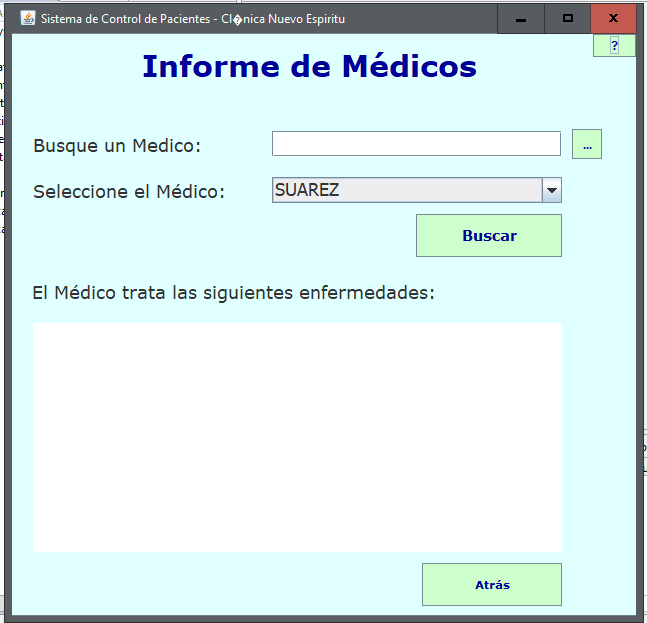 Sistema de Control de Pacientes - Cl�nica Nuevo Espiritu
?
Informe de Médicos
Busque un Medico:
...
Seleccione el Médico:
SUAREZ
Buscar
El Médico trata las siguientes enfermedades:
Atrás